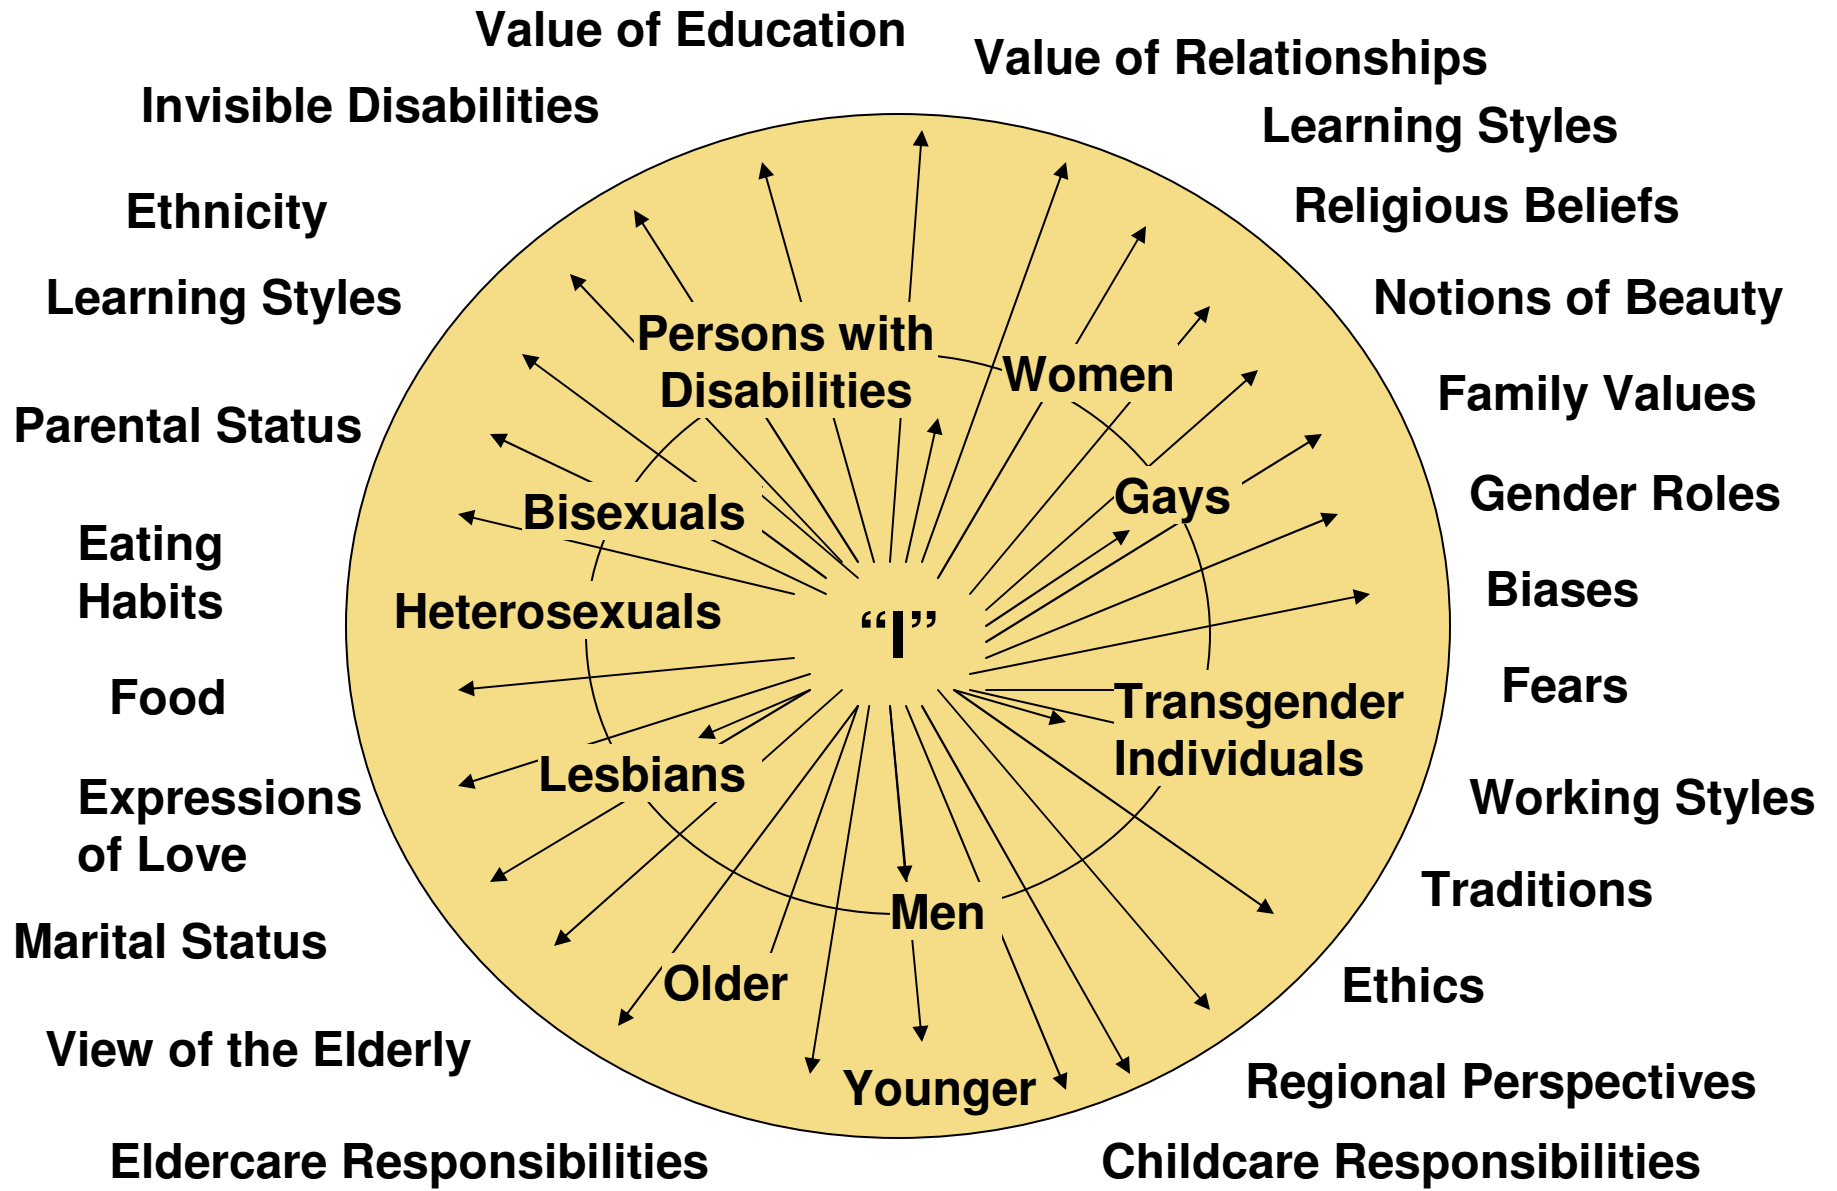 Value of Education
Value of Relationships
Invisible Disabilities
Learning Styles
Ethnicity
Religious Beliefs
Learning Styles
Notions of Beauty
Persons with
Disabilities
Women
Family Values
Parental Status
Bisexuals
Gays
Gender Roles
Eating
Habits
Heterosexuals
“I”
Biases
Food
Transgender
Individuals
Fears
Expressions
of Love
Lesbians
Working Styles
Marital Status
Men
Traditions
Older
Ethics
View of the Elderly
Younger
Regional Perspectives
Eldercare Responsibilities
Childcare Responsibilities